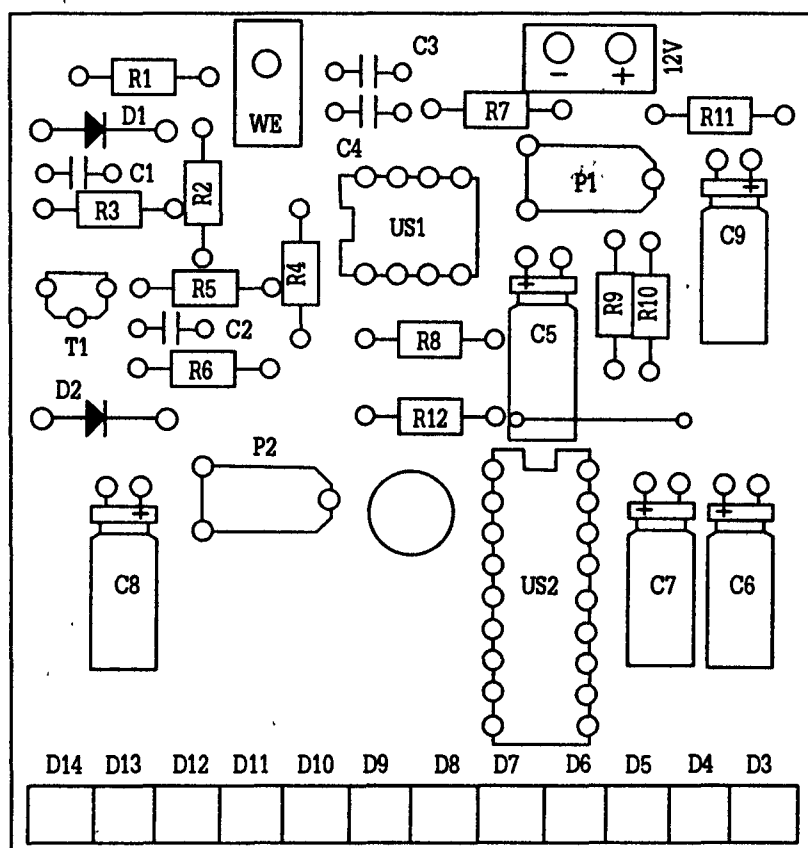 C3
R1
12V
- +
D1
WE
R7
R11
C4
C1
R2
P1
R3
US1
C9
R4
R5
R9
R10
T1
C2
R8
C5
R6
D2
R12
P2
C8
US2
C7
C6
D14 D13 D12 D11 D10 D9 D8 D7 D6 D5 D4 D3